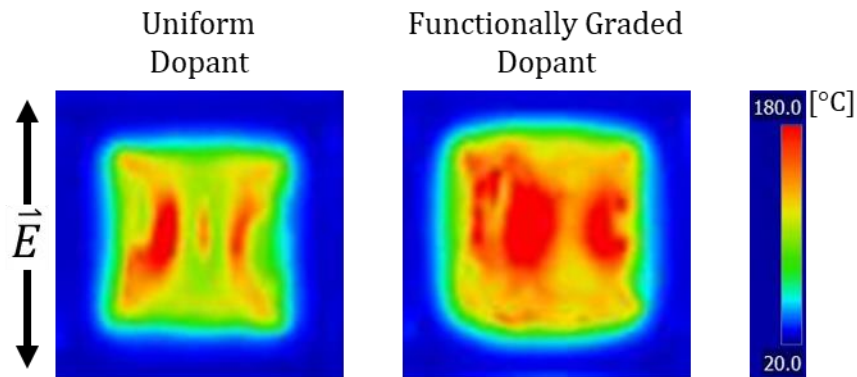 Uniform
Dopant
Functionally Graded
Dopant
180.0 [°C]
E⃗
20.0